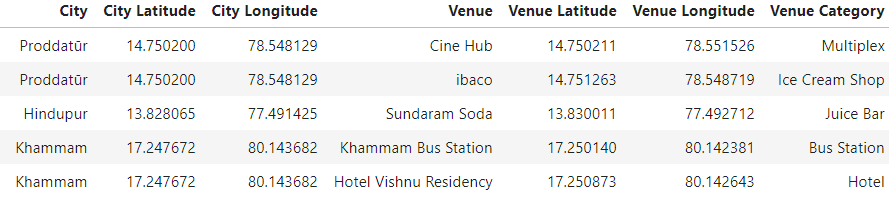 City City Latitude City Longitude Venue Venue Latitude Venue Longitude Venue Category
Proddatūr 14.750200 78.548129 Cine Hub 14.750211 78.551526 Multiplex
Proddatūr 14.750200 78.548129 ibaco 14.751263 78.548719 Ice Cream Shop
Hindupur 13.828065 77.491425 Sundaram Soda 13.830011 77.492712 Juice Bar
Khammam 17.247672 80.143682 Khammam Bus Station 17.250140 80.142381 Bus Station
Khammam 17.247672 80.143682 Hotel Vishnu Residency 17.250873 80.142643 Hotel